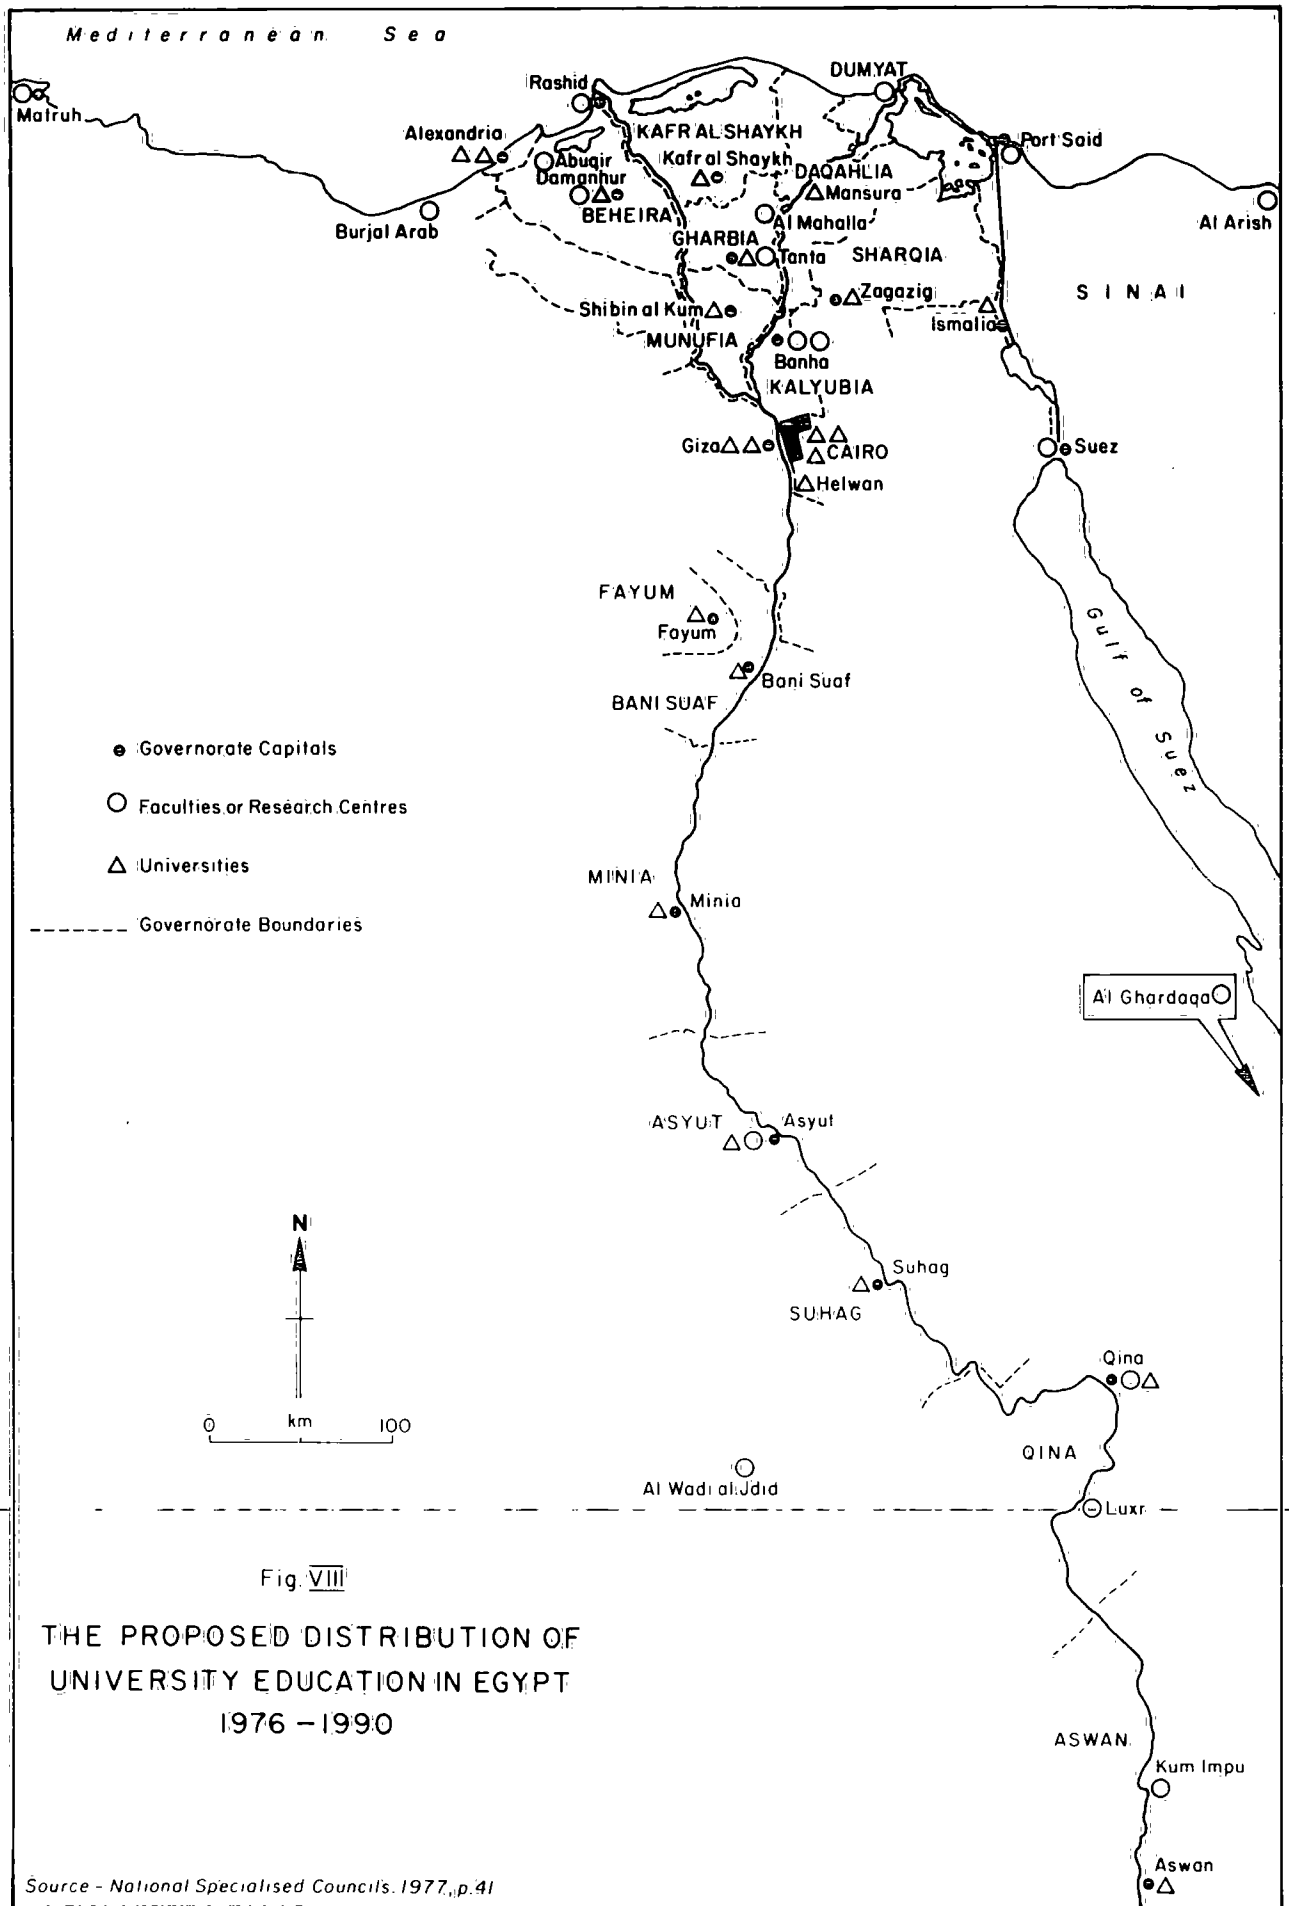 Mediterranean Sea
Matruh
Rashid
DUMYAT
Alexandria
KAFR AL SHAYKH
Port Said
Abuqir
Kafr al Shaykh
DAQAHLIA
Damanhur
Mansura
BEHEIRA
Al Mahalla
Burjal Arab
Al Arish
GHARBIA
Tanta
SHARQIA
SINAI
Zagazig
Shibin al Kum
Ismalia
MUNUFIA
Banha
KALYUBIA
Giza
CAIRO
Suez
Helwan
FAYUM
Fayum
Gulf of Suez
Bani Suaf
BANI SUAF
Governorate Capitals
Faculties or Research Centres
Universities
Governorate Boundaries
MINIA
Minia
Al Ghardaqa
ASYUT
Asyut
N
Suhag
SUHAG
Qina
0 km 100
QINA
Al Wadi al Jdid
Luxr
Fig. VIII
THE PROPOSED DISTRIBUTION OF
UNIVERSITY EDUCATION IN EGYPT
1976 – 1990
ASWAN
Kum Impu
Aswan
Source - National Specialised Councils. 1977, p.41